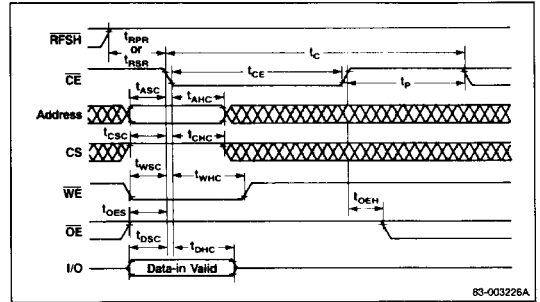 RFSH
tRPR
or
tRSR
tC
CE
tCE
tP
tASC
tAHC
Address
tCSC
tCHC
CS
tWSC
tWHC
WE
tOES
tOEH
OE
tDSC
tDHC
I/O
Data-in Valid
83-003226A